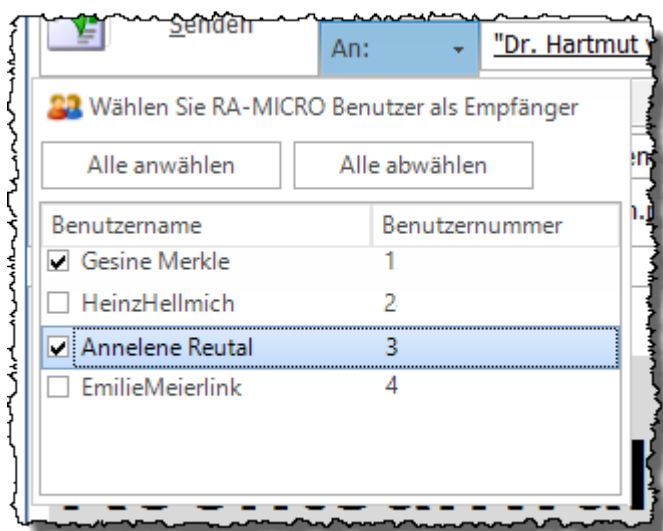 Senden
An:
"Dr. Hartmut
Wählen Sie RA-MICRO Benutzer als Empfänger
Alle anwählen
Alle abwählen
Benutzername Benutzernummer
Gesine Merkle 1
HeinzHellmich 2
Annelene Reutal 3
EmilieMeierlink 4